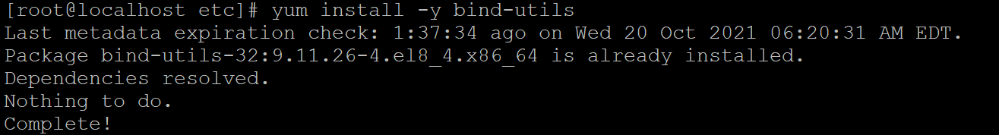 [root@localhost etc]# yum install -y bind-utils
Last metadata expiration check: 1:37:34 ago on Wed 20 Oct 2021 06:20:31 AM EDT.
Package bind-utils-32:9.11.26-4.el8_4.x86_64 is already installed.
Dependencies resolved.
Nothing to do.
Complete!